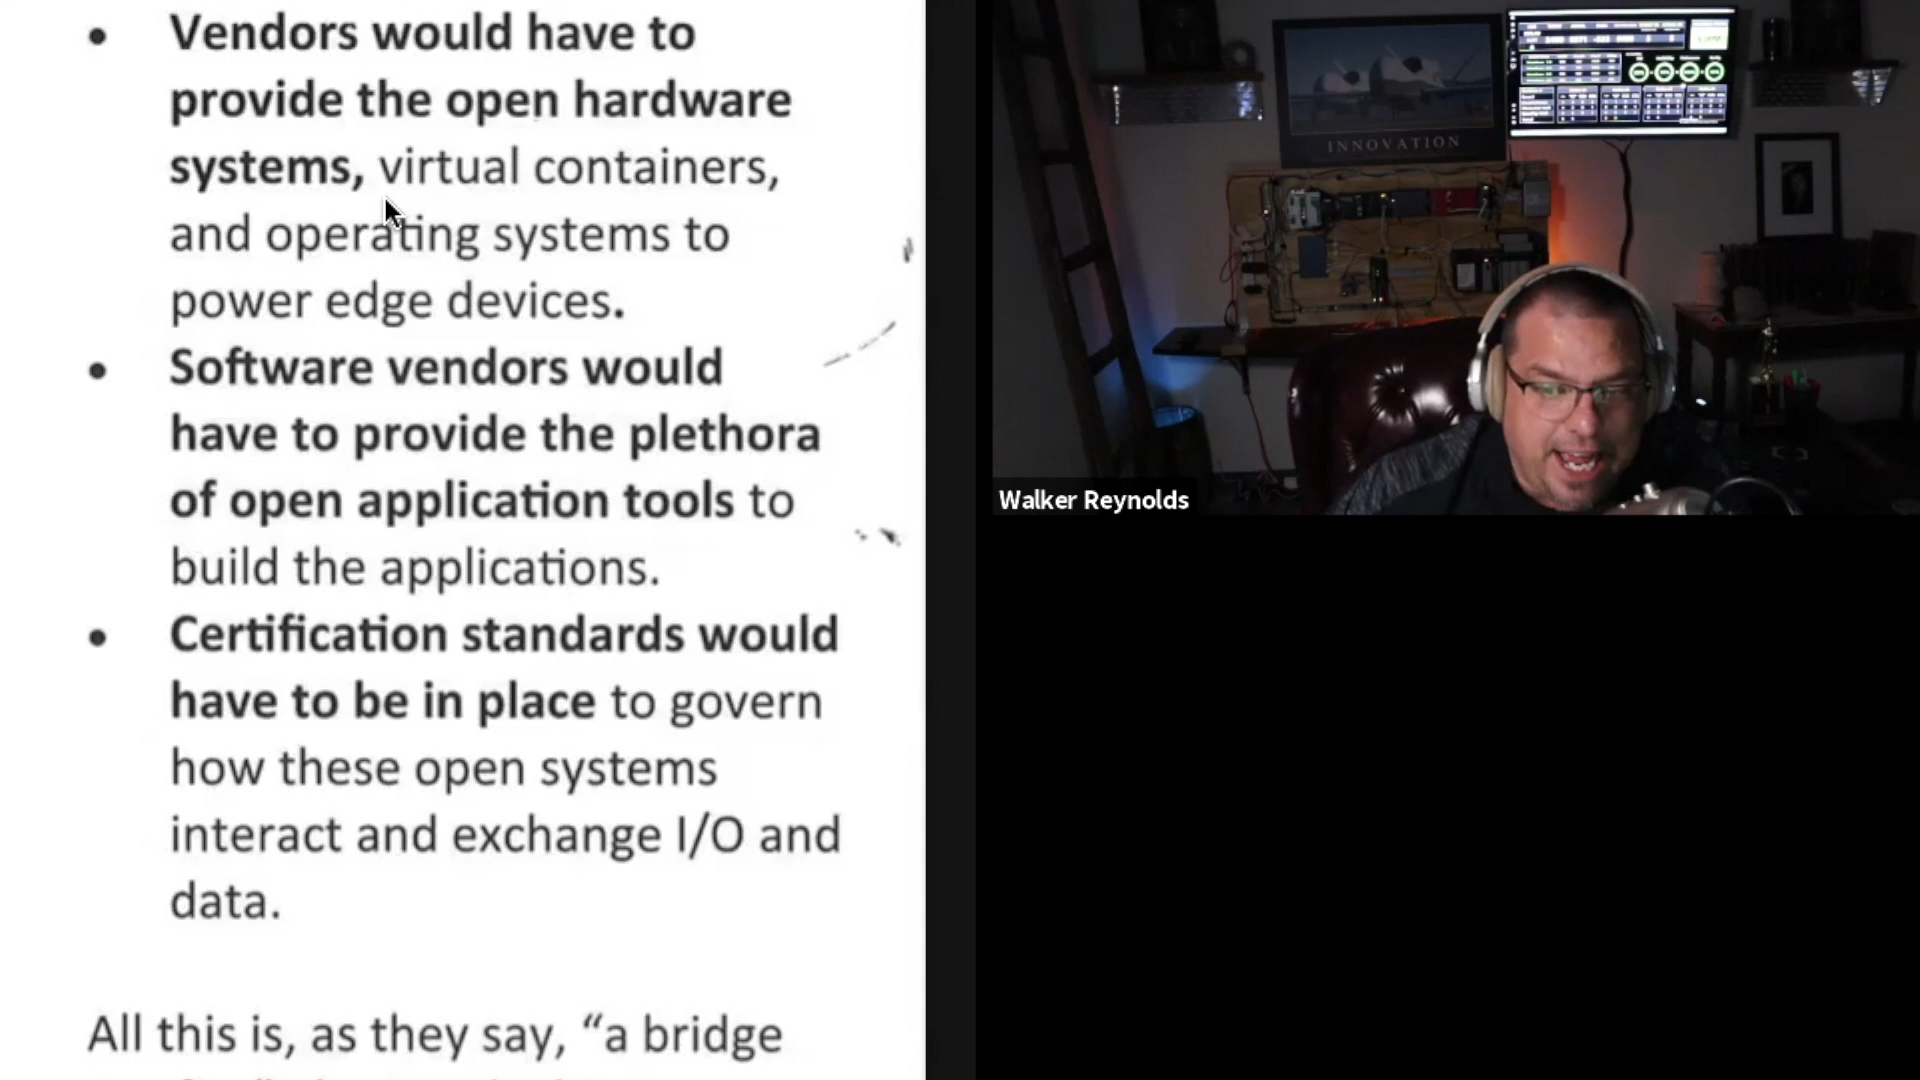 Vendors would have to
provide the open hardware
systems, virtual containers,
and operating systems to
power edge devices.
Software vendors would
have to provide the plethora
of open application tools to
build the applications.
Certification standards would
have to be in place to govern
how these open systems
interact and exchange I/O and
data.
All this is, as they say, “a bridge
INNOVATION
Walker Reynolds